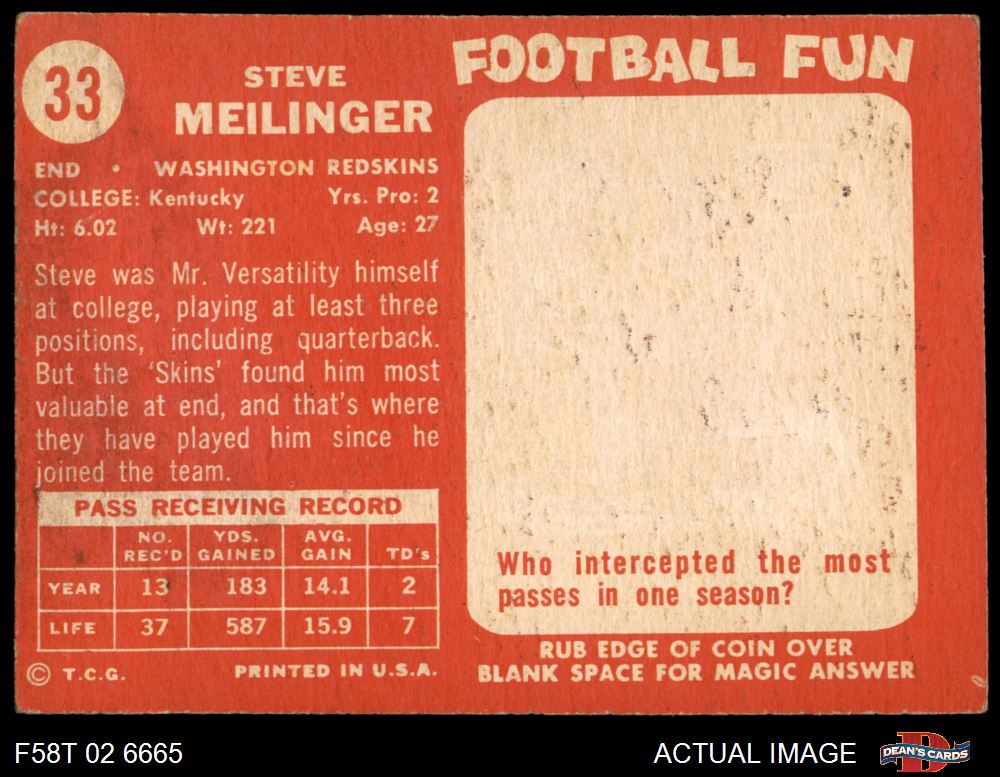 33
STEVE
MEILINGER
END • WASHINGTON REDSKINS
COLLEGE: Kentucky Yrs. Pro: 2
Ht: 6.02 Wt: 221 Age: 27
Steve was Mr. Versatility himself
at college, playing at least three
positions, including quarterback.
But the 'Skins' found him most
valuable at end, and that's where
they have played him since he
joined the team.
PASS RECEIVING RECORD
NO. REC'D YDS. GAINED AVG. GAIN TD's
YEAR 13 183 14.1 2
LIFE 37 587 15.9 7
© T.C.G. PRINTED IN U.S.A.
FOOTBALL FUN
Who intercepted the most
passes in one season?
RUB EDGE OF COIN OVER
BLANK SPACE FOR MAGIC ANSWER
F58T 02 6665 ACTUAL IMAGE DEAN'S CARDS